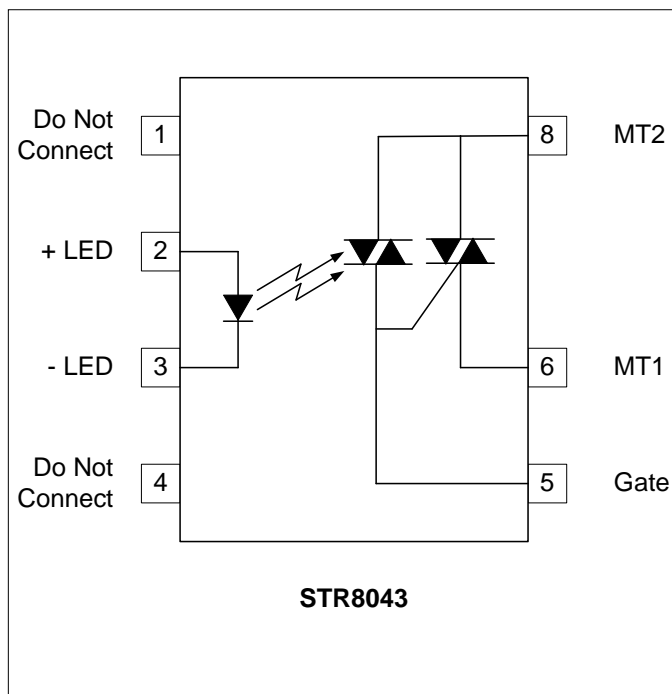 Do Not
Connect
1
8
MT2
+ LED
2
- LED
3
6
MT1
Do Not
Connect
4
5
Gate
STR8043